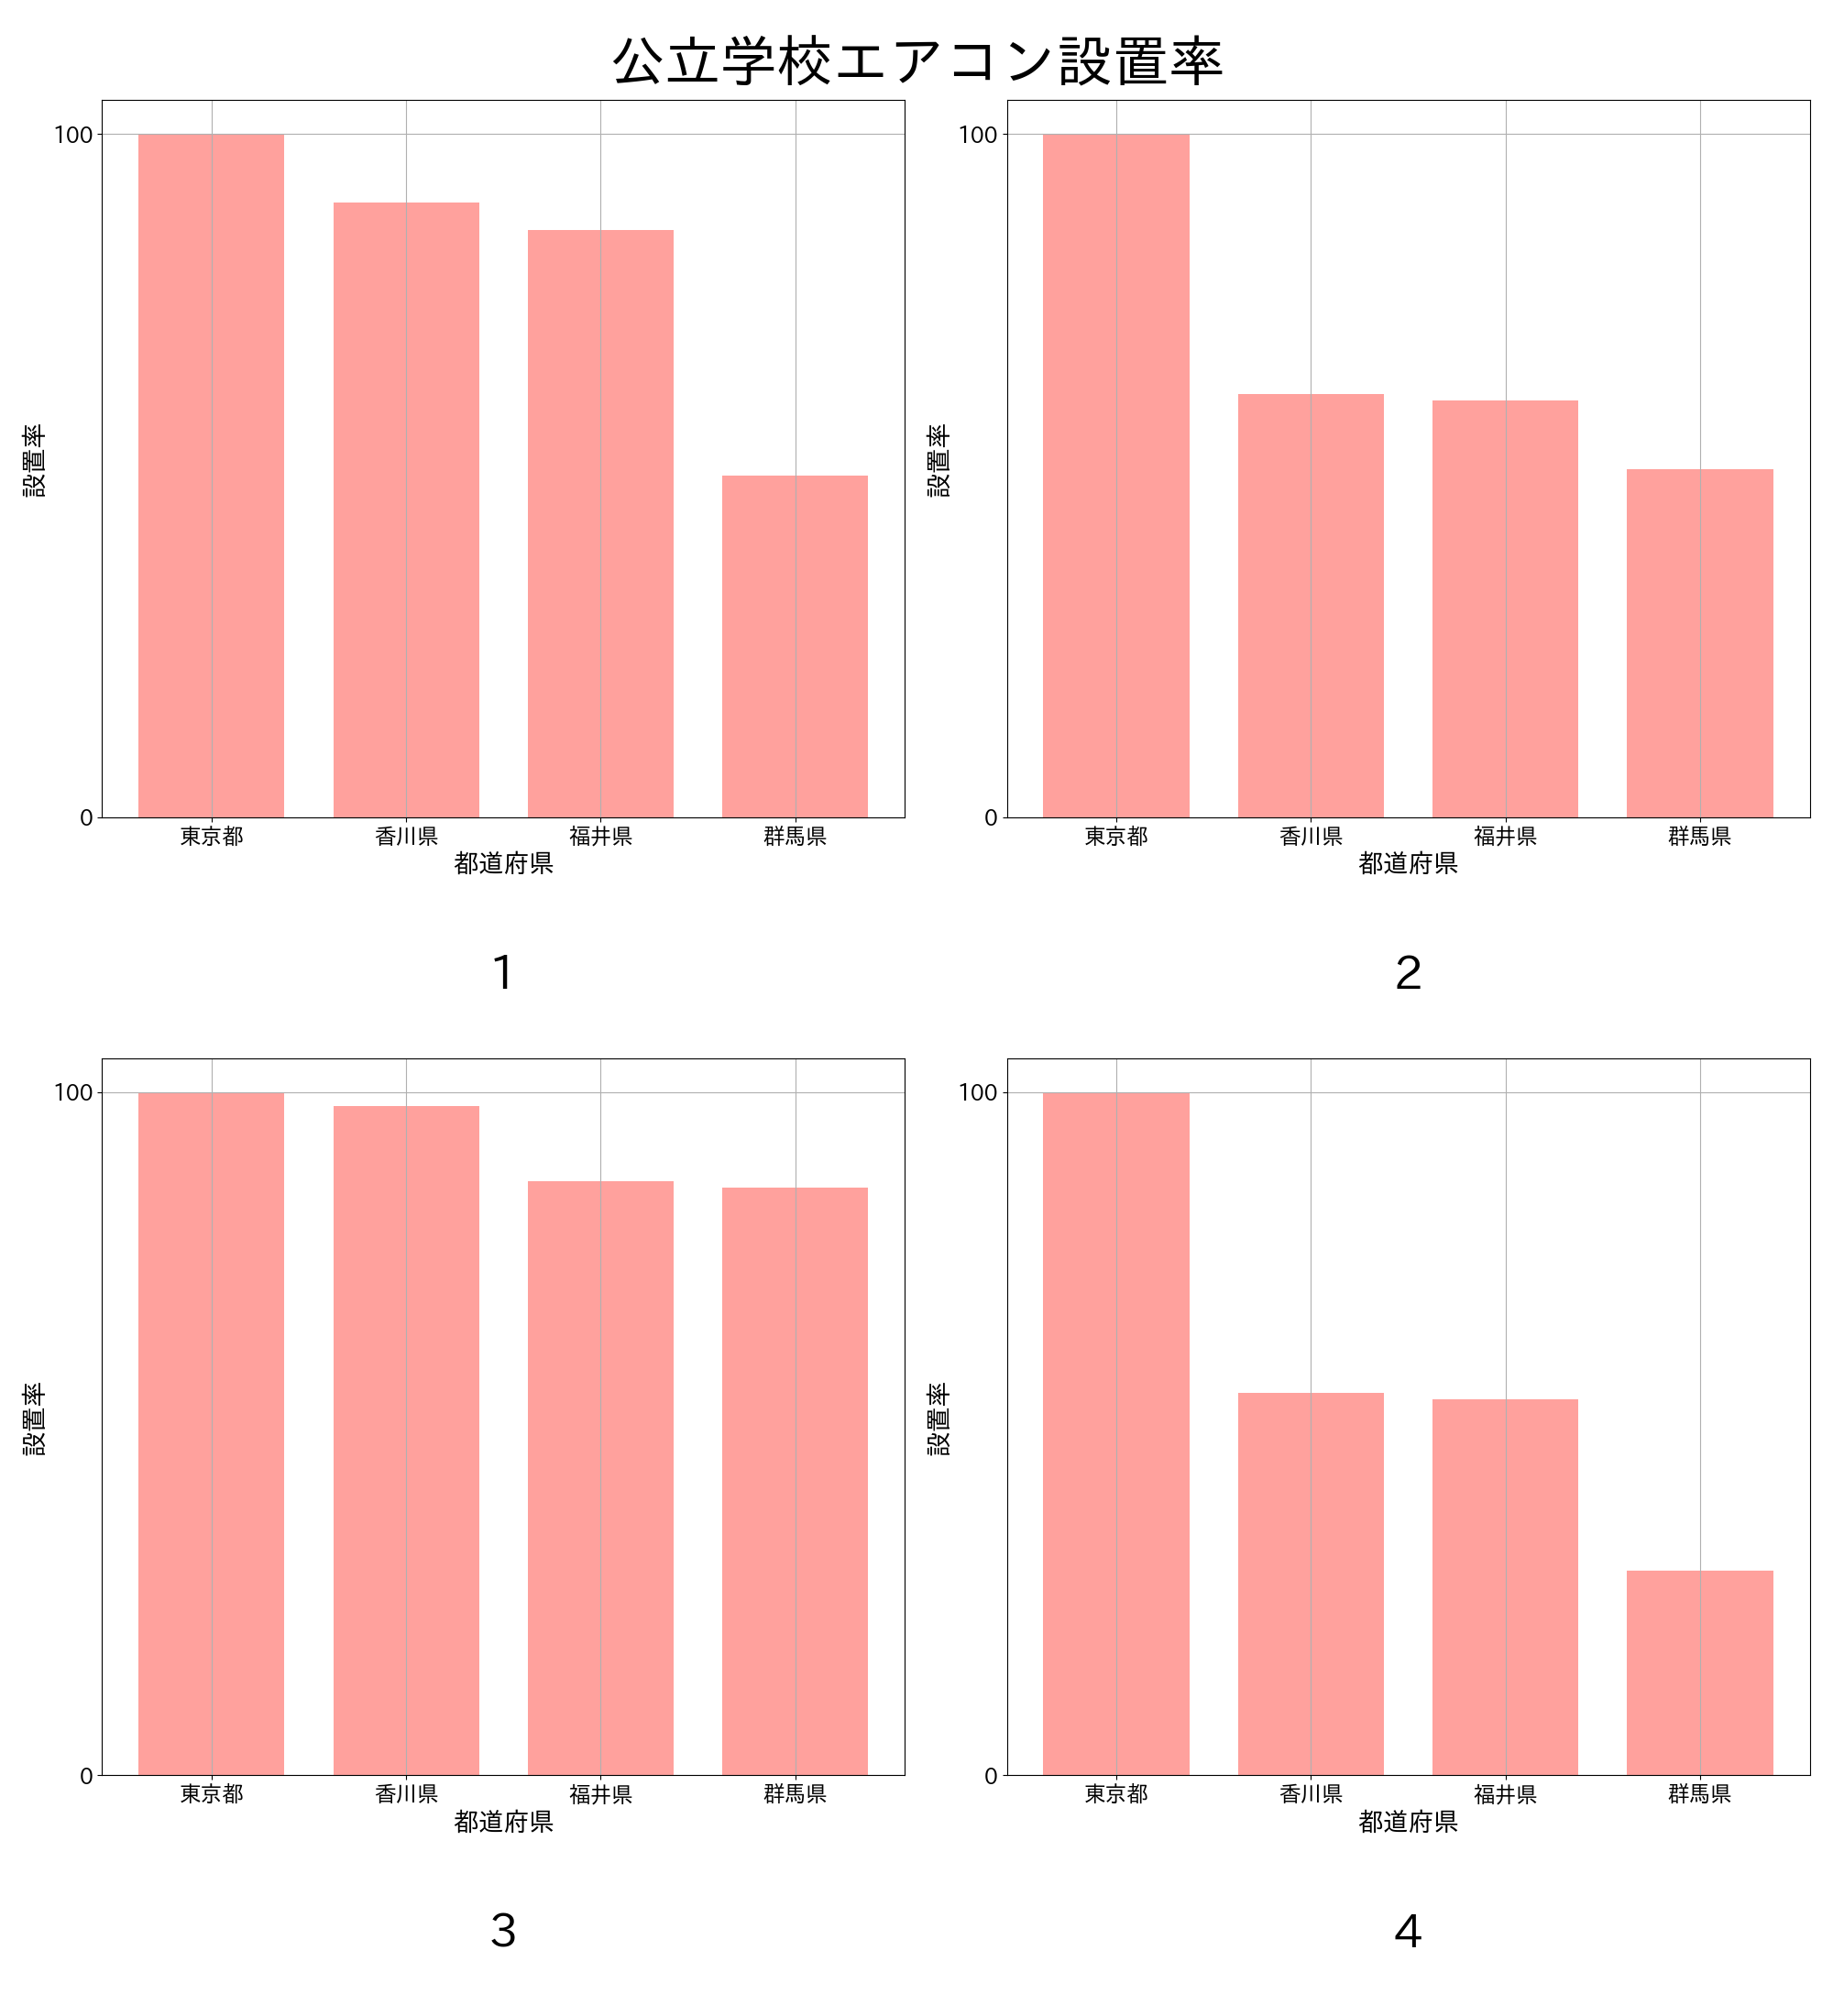 公立学校エアコン設置率
100
0
設置率
東京都 香川県 福井県 群馬県
都道府県
1
100
0
設置率
東京都 香川県 福井県 群馬県
都道府県
2
100
0
設置率
東京都 香川県 福井県 群馬県
都道府県
3
100
0
設置率
東京都 香川県 福井県 群馬県
都道府県
4